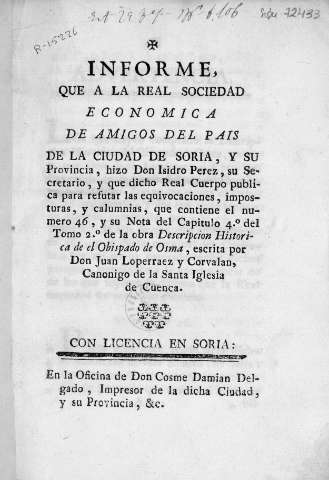 R-15226
✠
INFORME,
QUE A LA REAL SOCIEDAD
ECONOMICA
DE AMIGOS DEL PAIS
DE LA CIUDAD DE SORIA, Y SU
Provincia, hizo Don Isidro Perez, su Se-
cretario, y que dicho Real Cuerpo publi-
ca para refutar las equivocaciones, impos-
turas, y calumnias, que contiene el nu-
mero 46, y su Nota del Capitulo 4.º del
Tomo 2.º de la obra Descripcion Histori-
ca de el Obispado de Osma, escrita por
Don Juan Loperraez y Corvalan,
Canonigo de la Santa Iglesia
de Cuenca.
CON LICENCIA EN SORIA:
En la Oficina de Don Cosme Damian Del-
gado, Impresor de la dicha Ciudad,
y su Provincia, &c.